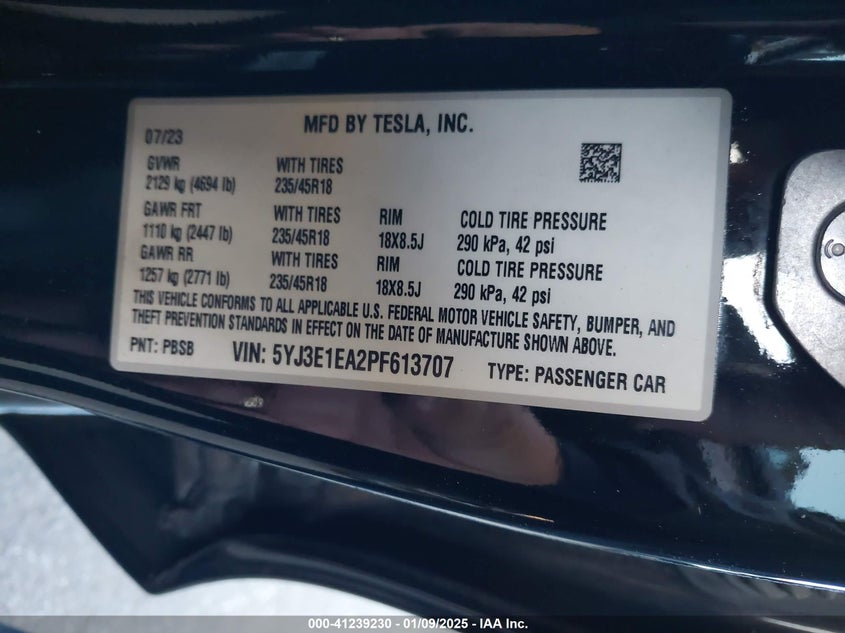 MFD BY TESLA, INC.
07/23
GVWR WITH TIRES
2129 kg (4694 lb) 235/45R18
GAWR FRT WITH TIRES RIM COLD TIRE PRESSURE
1110 kg (2447 lb) 235/45R18 18X8.5J 290 kPa, 42 psi
GAWR RR WITH TIRES RIM COLD TIRE PRESSURE
1257 kg (2771 lb) 235/45R18 18X8.5J 290 kPa, 42 psi
THIS VEHICLE CONFORMS TO ALL APPLICABLE U.S. FEDERAL MOTOR VEHICLE SAFETY, BUMPER, AND
THEFT PREVENTION STANDARDS IN EFFECT ON THE DATE OF MANUFACTURE SHOWN ABOVE.
PNT: PBSB VIN: 5YJ3E1EA2PF613707 TYPE: PASSENGER CAR
000-41239230 - 01/09/2025 - IAA Inc.